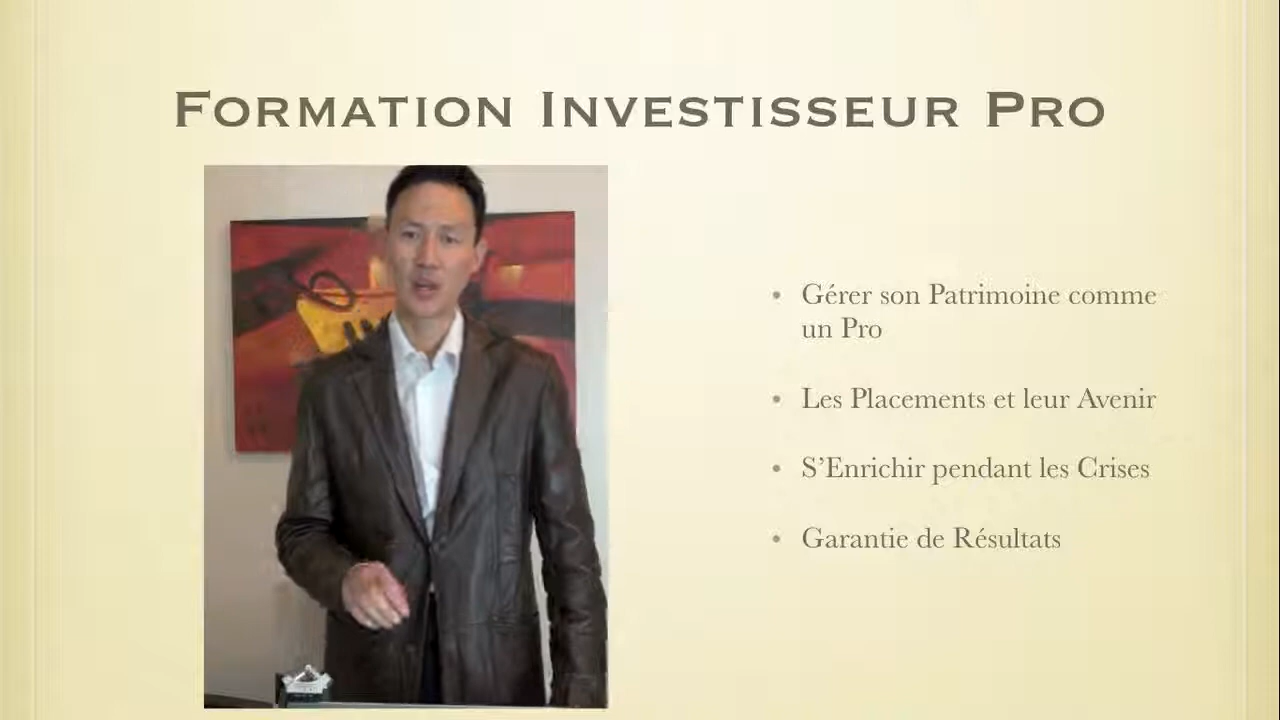 Formation Investisseur Pro
• Gérer son Patrimoine comme
un Pro
• Les Placements et leur Avenir
• S’Enrichir pendant les Crises
• Garantie de Résultats